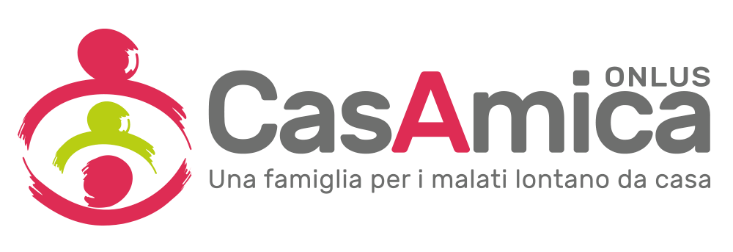 CasAmica ONLUS
Una famiglia per i malati lontano da casa